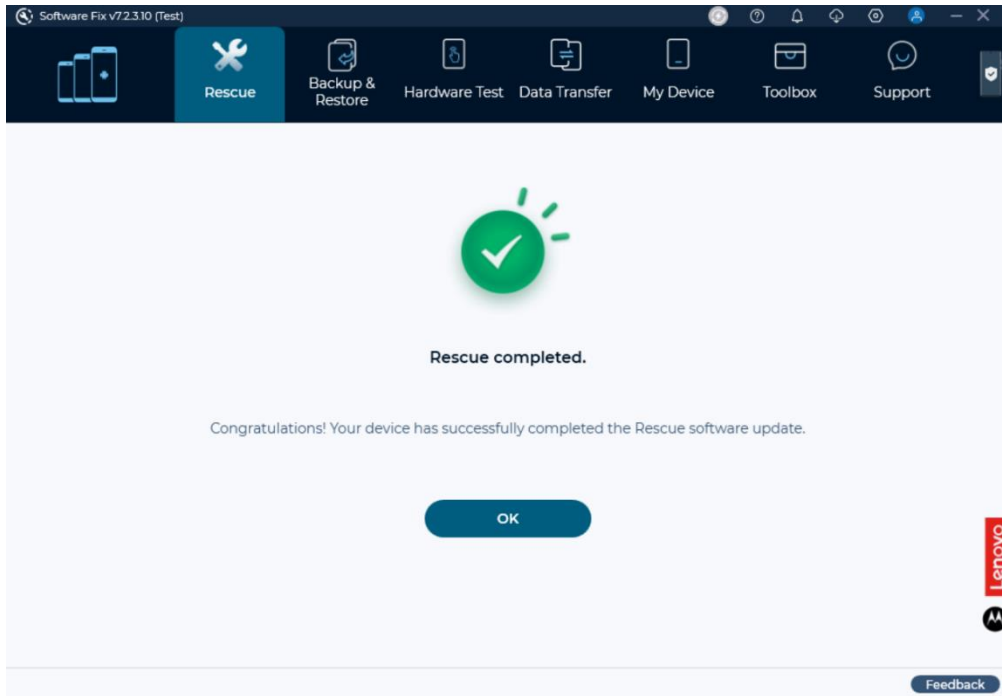 Software Fix v7.2.3.10 (Test)
Rescue
Backup &
Restore
Hardware Test
Data Transfer
My Device
Toolbox
Support
Rescue completed.
Congratulations! Your device has successfully completed the Rescue software update.
OK
Lenovo
Feedback